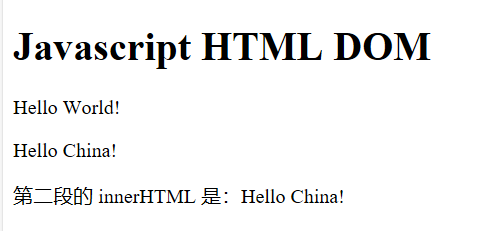 Javascript HTML DOM
Hello World!
Hello China!
第二段的 innerHTML 是：Hello China!